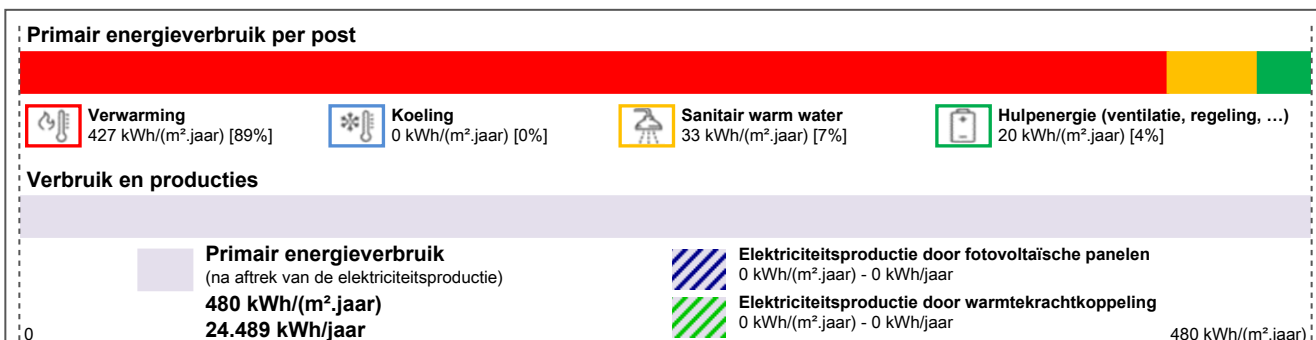 Primair energieverbruik per post
Verwarming
427 kWh/(m².jaar) [89%]
Koeling
0 kWh/(m².jaar) [0%]
Sanitair warm water
33 kWh/(m².jaar) [7%]
Hulpenergie (ventilatie, regeling, …)
20 kWh/(m².jaar) [4%]
Verbruik en producties
Primair energieverbruik
(na aftrek van de elektriciteitsproductie)
480 kWh/(m².jaar)
24.489 kWh/jaar
Elektriciteitsproductie door fotovoltaïsche panelen
0 kWh/(m².jaar) - 0 kWh/jaar
Elektriciteitsproductie door warmtekrachtkoppeling
0 kWh/(m².jaar) - 0 kWh/jaar
0
480 kWh/(m².jaar)